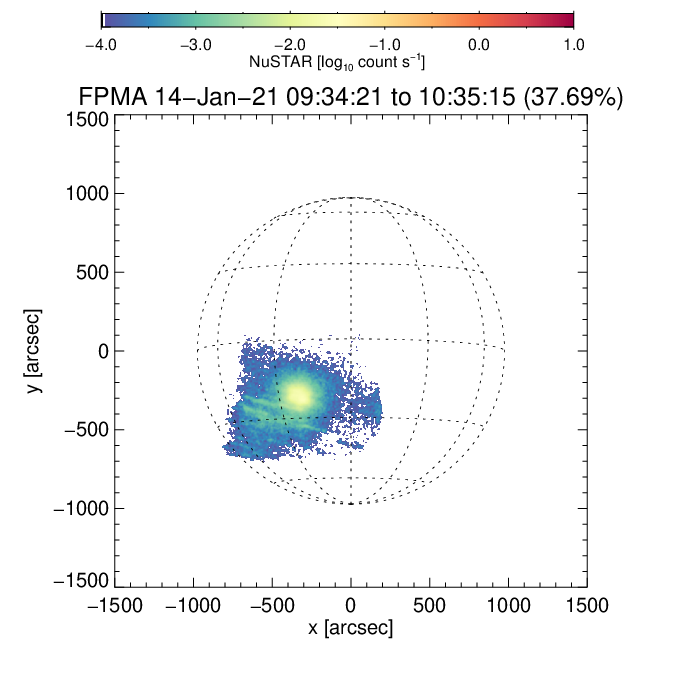 −4.0 −3.0 −2.0 −1.0 0.0 1.0
NuSTAR [log10 count s−1]
FPMA 14−Jan−21 09:34:21 to 10:35:15 (37.69%)
1500
1000
500
0
−500
−1000
−1500
y [arcsec]
−1500 −1000 −500 0 500 1000 1500
x [arcsec]